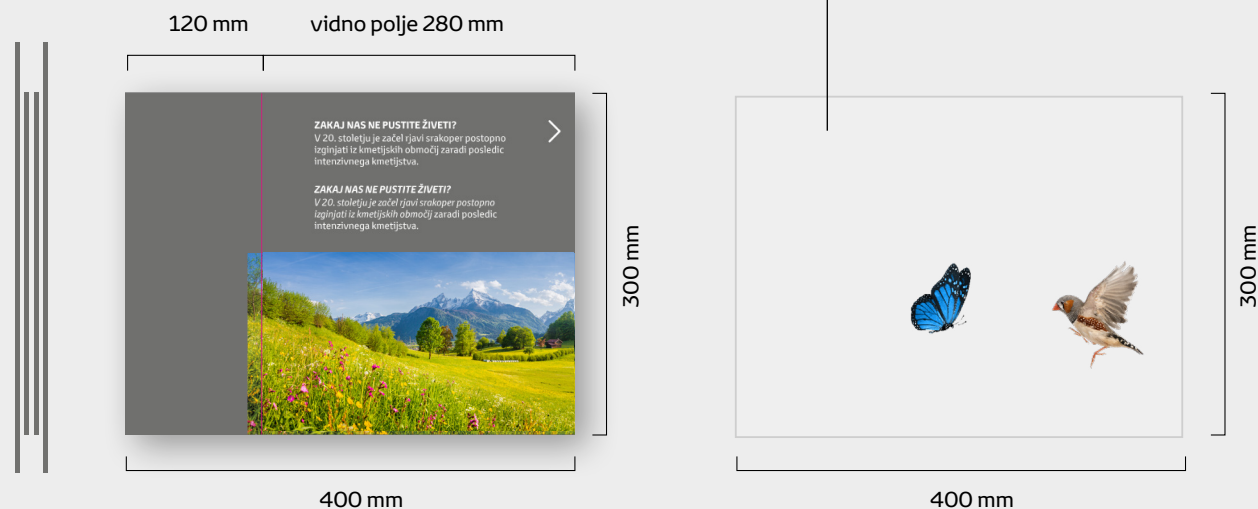 120 mm
vidno polje 280 mm
ZAKAJ NAS NE PUSTITE ŽIVETI?
V 20. stoletju je začel rjavi srakoper postopno
izginjati iz kmetijskih območij zaradi posledic
intenzivnega kmetijstva.
ZAKAJ NAS NE PUSTITE ŽIVETI?
V 20. stoletju je začel rjavi srakoper postopno
izginjati iz kmetijskih območij zaradi posledic
intenzivnega kmetijstva.
300 mm
400 mm
300 mm
400 mm